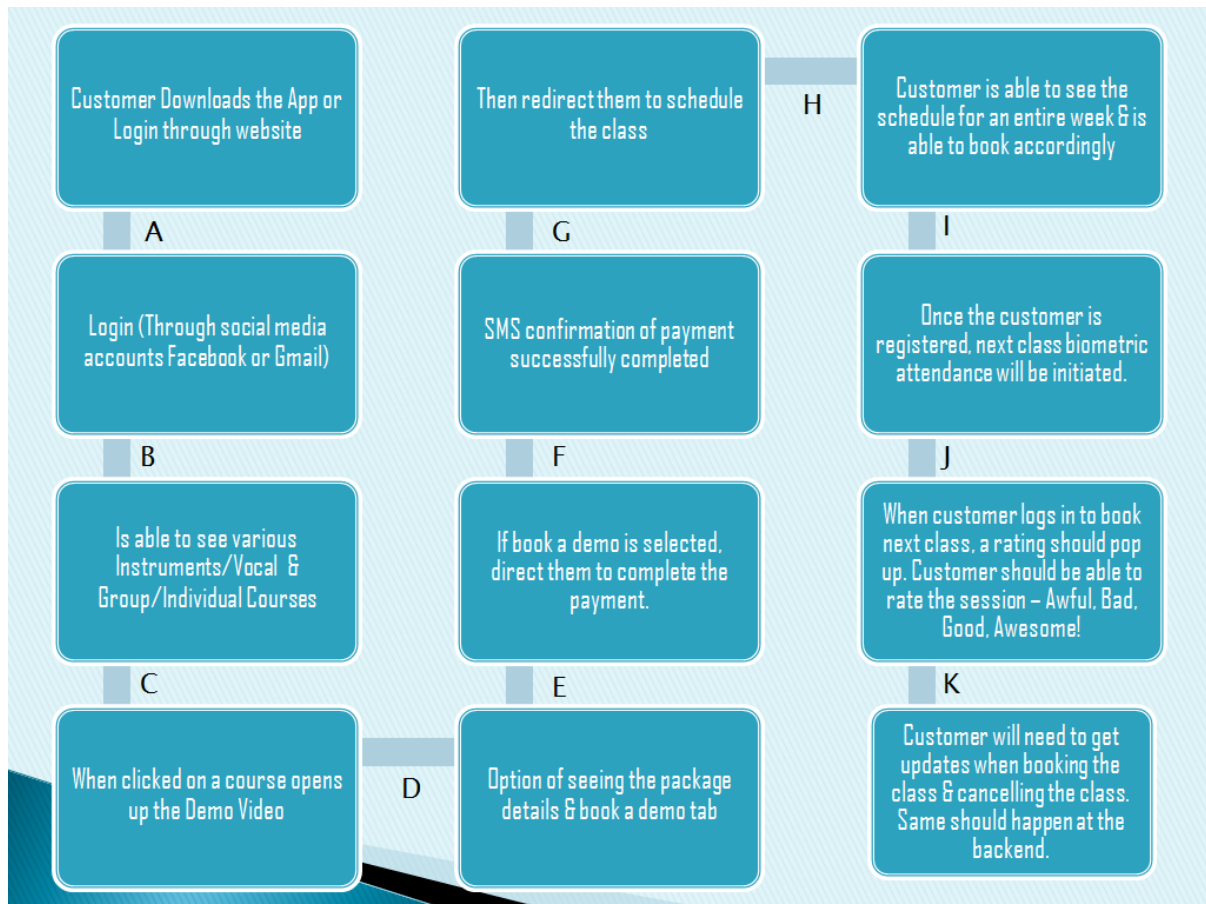 Customer Downloads the App or
Login through website
A
Login (Through social media
accounts Facebook or Gmail)
B
Is able to see various
Instruments/Vocal &
Group/Individual Courses
C
When clicked on a course opens
up the Demo Video
D
Option of seeing the package
details & book a demo tab
E
If book a demo is selected,
direct them to complete the
payment.
F
SMS confirmation of payment
successfully completed
G
Then redirect them to schedule
the class
H
Customer is able to see the
schedule for an entire week & is
able to book accordingly
I
Once the customer is
registered, next class biometric
attendance will be initiated.
J
When customer logs in to book
next class, a rating should pop
up. Customer should be able to
rate the session – Awful, Bad,
Good, Awesome!
K
Customer will need to get
updates when booking the
class & cancelling the class.
Same should happen at the
backend.